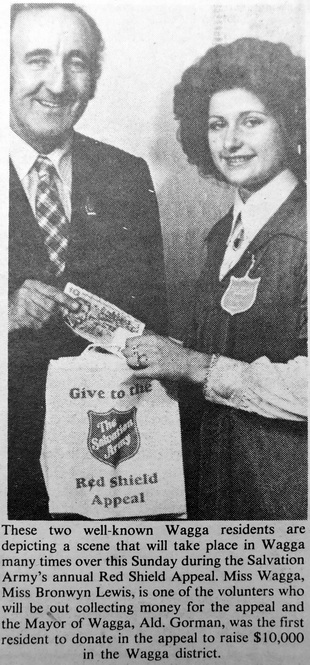 Give to the
The
Salvation
Army
Red Shield
Appeal
These two well-known Wagga residents are
depicting a scene that will take place in Wagga
many times over this Sunday during the Salvation
Army's annual Red Shield Appeal. Miss Wagga,
Miss Bronwyn Lewis, is one of the volunters who
will be out collecting money for the appeal and
the Mayor of Wagga, Ald. Gorman, was the first
resident to donate in the appeal to raise $10,000
in the Wagga district.